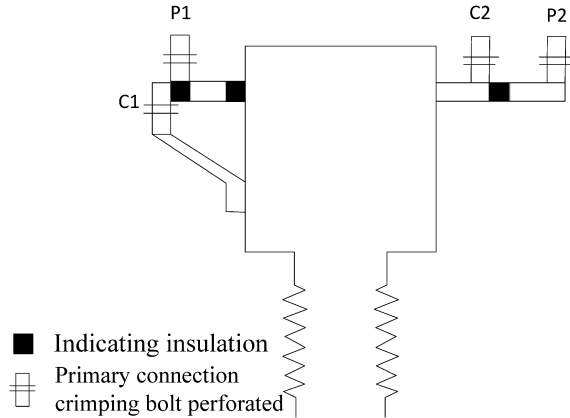 P1
C2
P2
C1
Indicating insulation
Primary connection
crimping bolt perforated